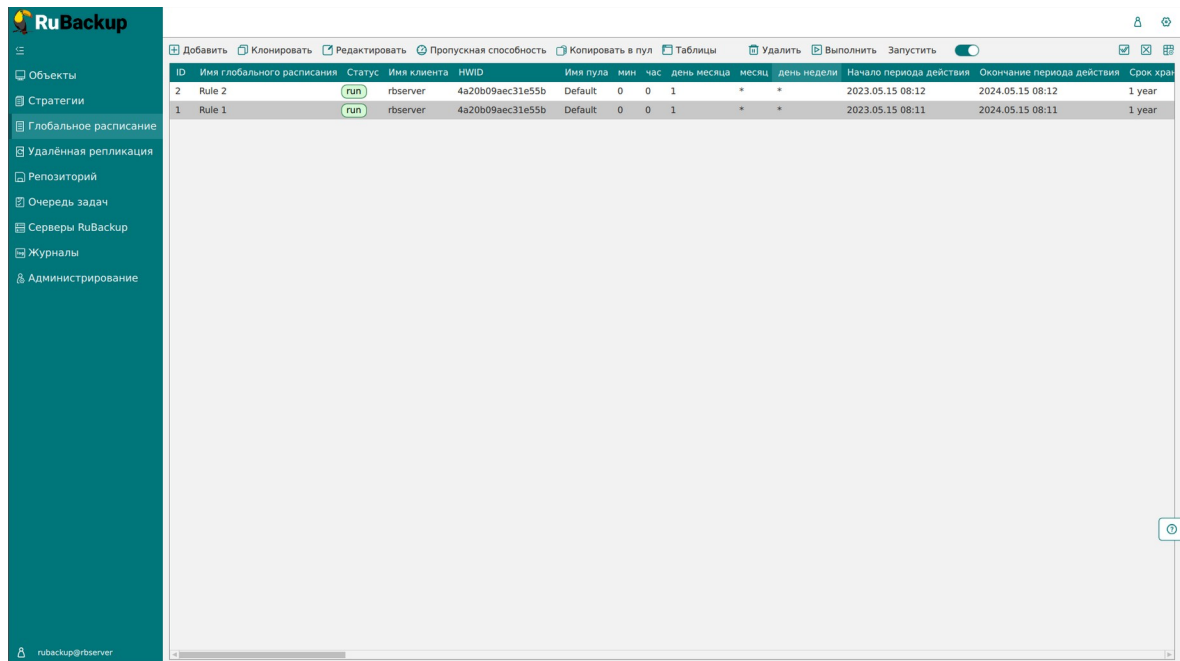 RuBackup
Добавить Клонировать Редактировать Пропускная способность Копировать в пул Таблицы Удалить Выполнить Запустить
Объекты
Стратегии
Глобальное расписание
Удалённая репликация
Репозиторий
Очередь задач
Серверы RuBackup
Журналы
Администрирование
rubackup@rbserver
ID Имя глобального расписания Статус Имя клиента HWID Имя пула мин час день месяца месяц день недели Начало периода действия Окончание периода действия Срок хран
2 Rule 2 run rbserver 4a20b09aec31e55b Default 0 0 1 * * 2023.05.15 08:12 2024.05.15 08:12 1 year
1 Rule 1 run rbserver 4a20b09aec31e55b Default 0 0 1 * * 2023.05.15 08:11 2024.05.15 08:11 1 year